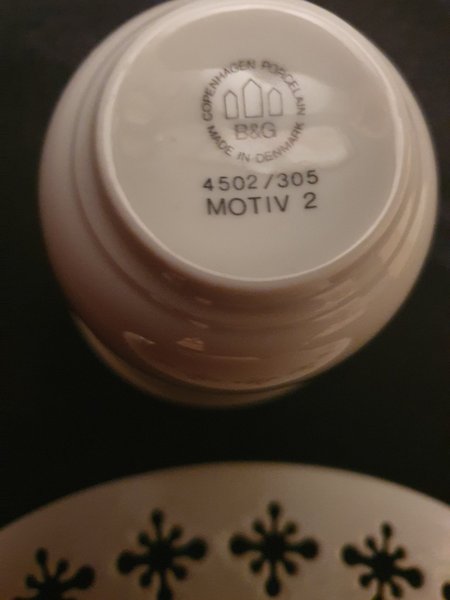 COPENHAGEN PORCELAIN
B&G
MADE IN DENMARK
4502/305
MOTIV 2